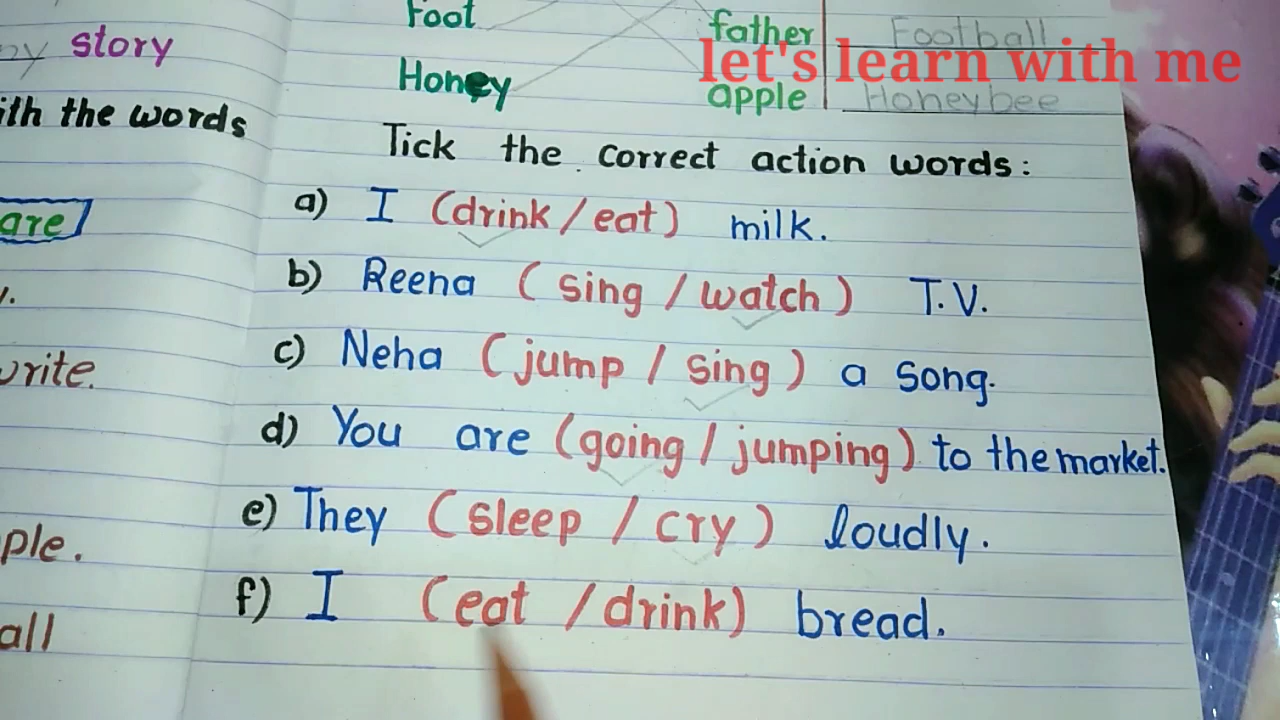 story
with the words
are
write.
ple.
all
Foot
father
Football
let's learn with me
Honey
apple
Honeybee
Tick the correct action words:
a) I (drink / eat) milk.
b) Reena ( sing / watch ) T.V.
c) Neha ( jump / sing ) a song.
d) You are (going / jumping) to the market.
e) They ( sleep / cry ) loudly.
f) I ( eat / drink) bread.